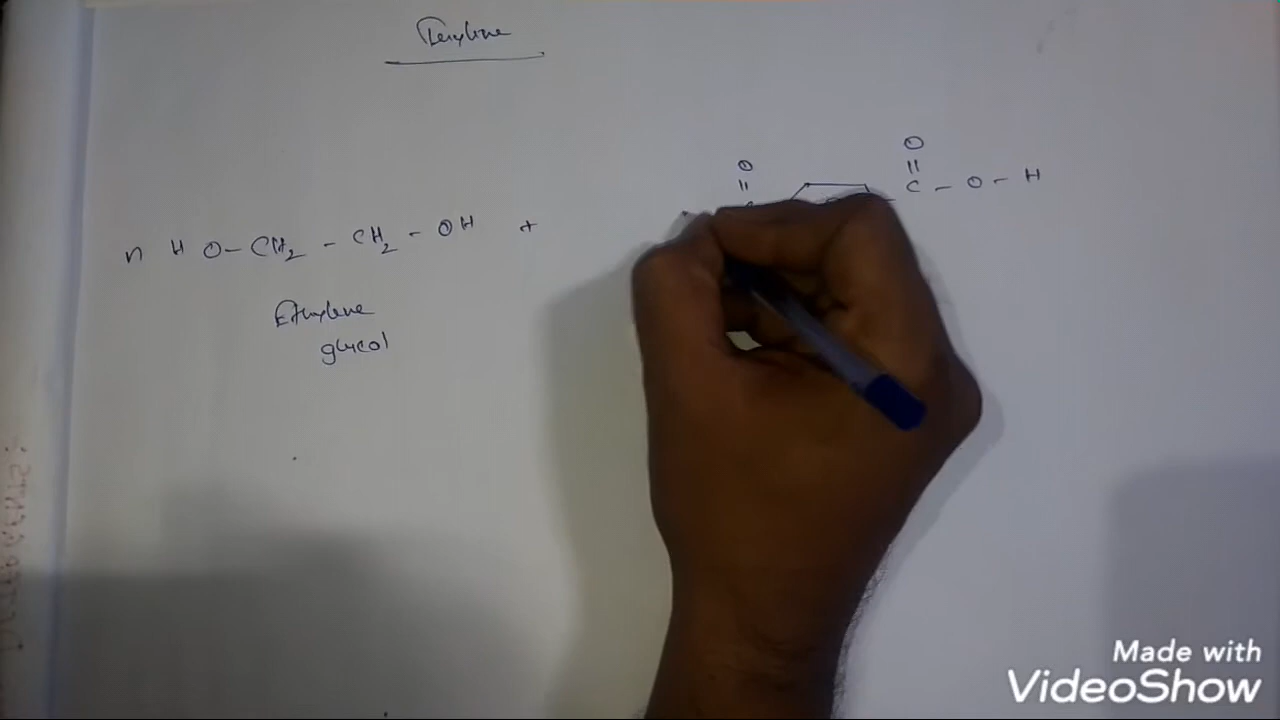 Terylene
O
O
||
||
C - O - H
n H O - CH2 - CH2 - OH +
Ethylene
glycol
Made with
VideoShow